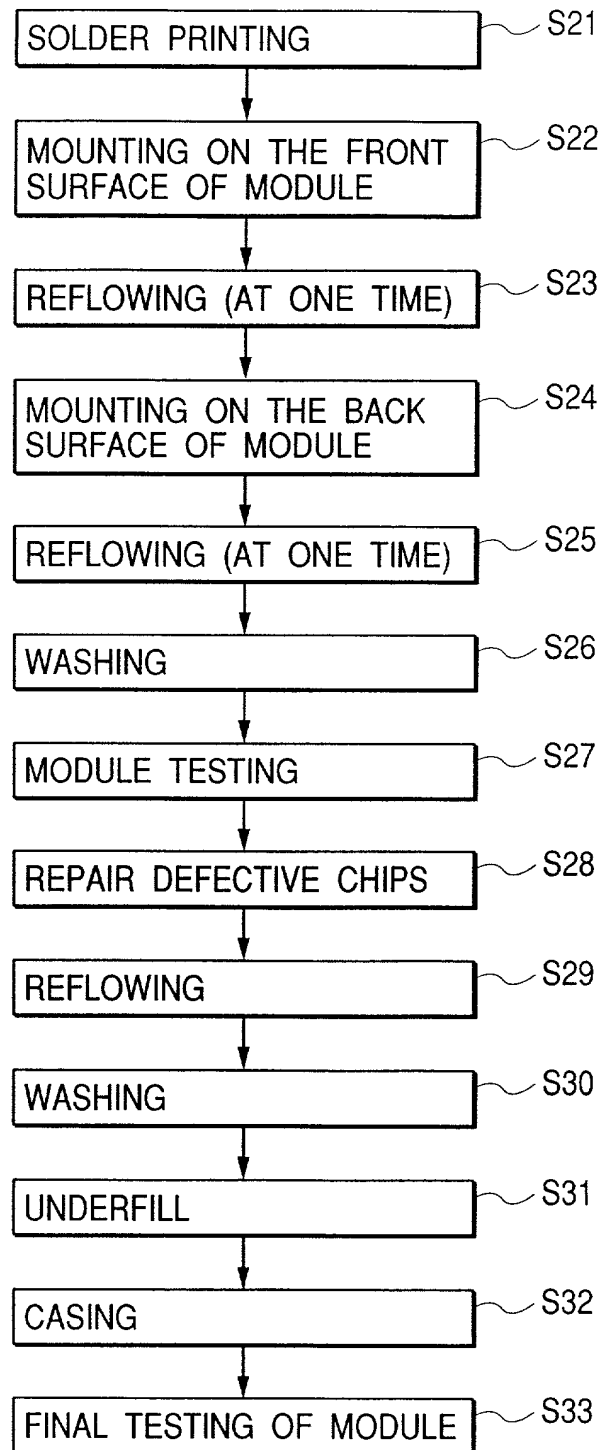 SOLDER PRINTING
S21
MOUNTING ON THE FRONT
SURFACE OF MODULE
S22
REFLOWING (AT ONE TIME)
S23
MOUNTING ON THE BACK
SURFACE OF MODULE
S24
REFLOWING (AT ONE TIME)
S25
WASHING
S26
MODULE TESTING
S27
REPAIR DEFECTIVE CHIPS
S28
REFLOWING
S29
WASHING
S30
UNDERFILL
S31
CASING
S32
FINAL TESTING OF MODULE
S33